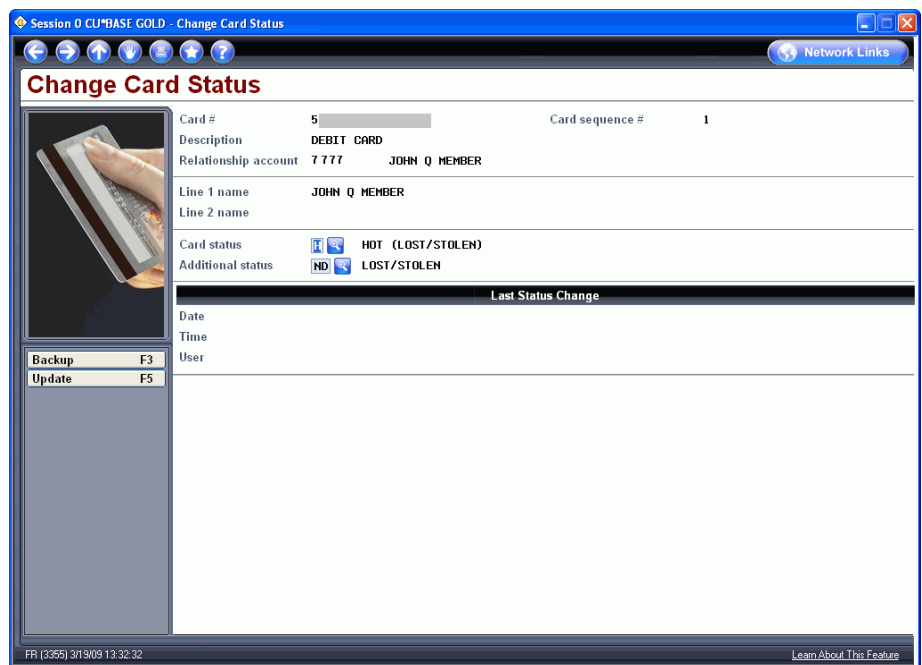 Session 0 CU*BASE GOLD - Change Card Status
Network Links
Change Card Status
Card # 5 Card sequence # 1
Description DEBIT CARD
Relationship account 7777 JOHN Q MEMBER
Line 1 name JOHN Q MEMBER
Line 2 name
Card status H HOT (LOST/STOLEN)
Additional status ND LOST/STOLEN
Last Status Change
Date
Time
User
Backup F3
Update F5
FR (3355) 3/19/09 13:32:32
Learn About This Feature